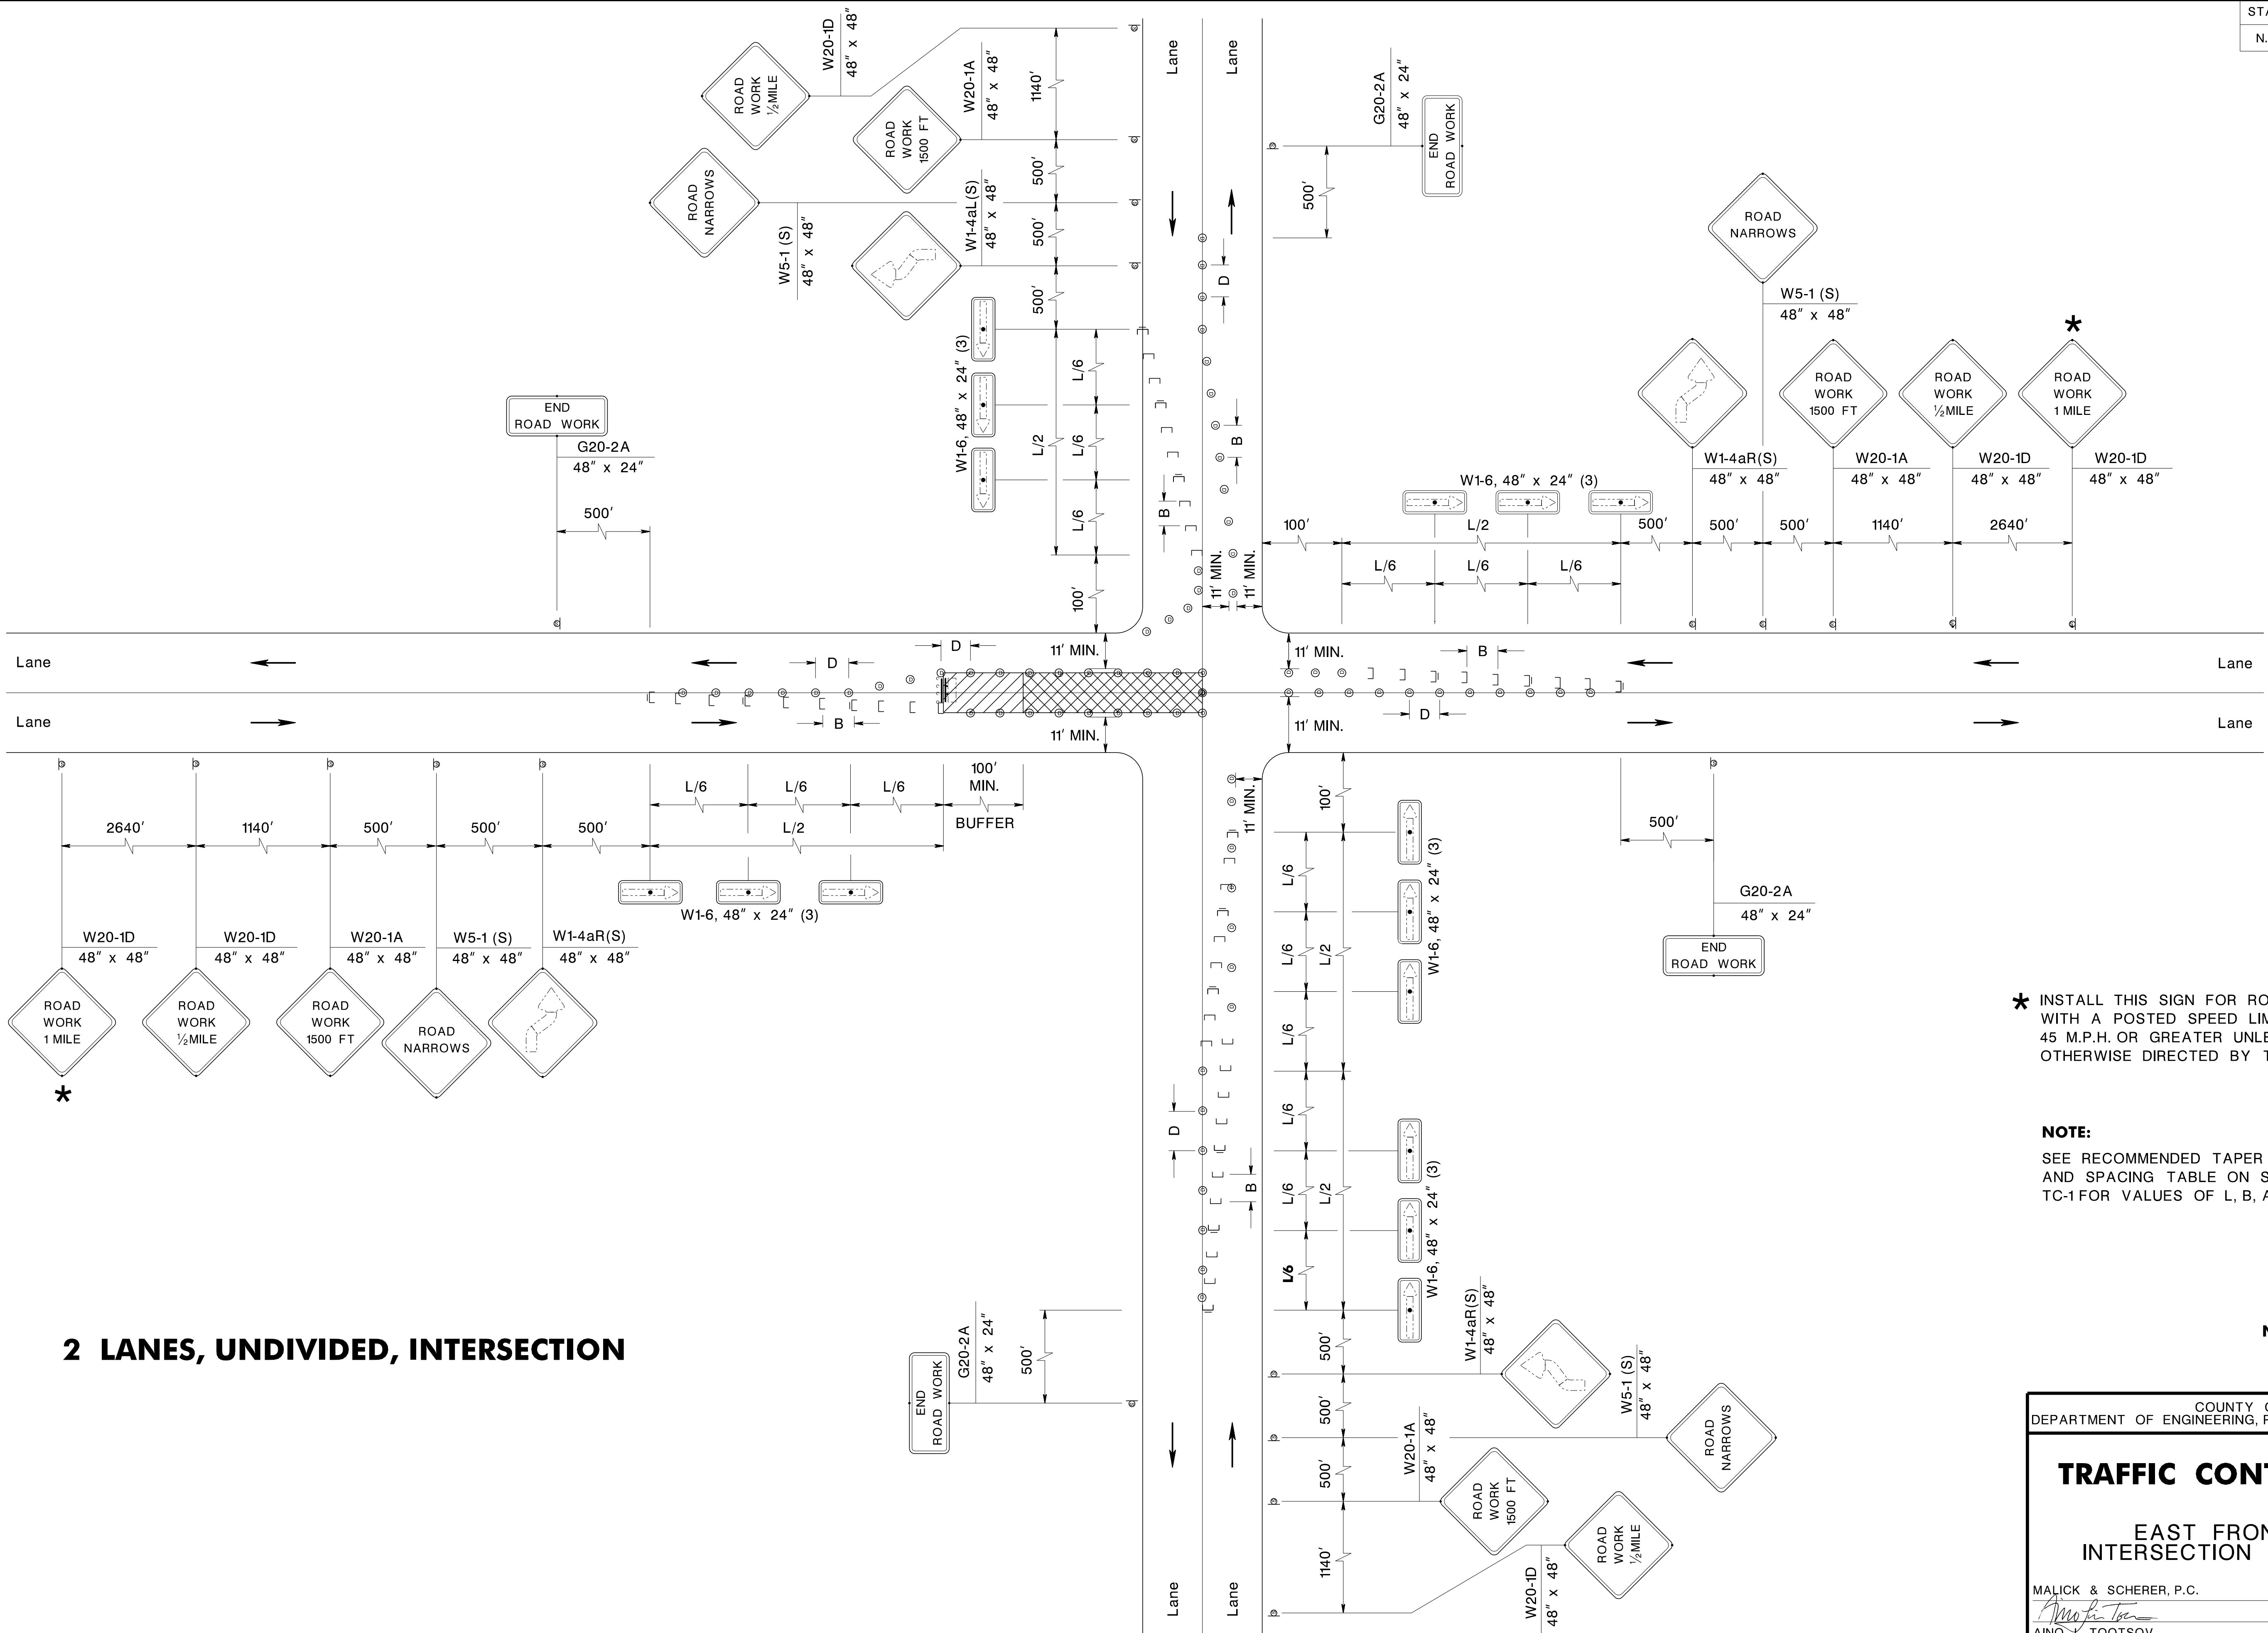 STA
N.
W20-1D
48" x 48"
ROAD
WORK
½MILE
W20-1A
48" x 48"
ROAD
WORK
1500 FT
ROAD
NARROWS
W5-1 (S)
48" x 48"
W1-4aL(S)
48" x 48"
1140'
500'
500'
500'
W1-6, 48" x 24" (3)
L/2
L/6
L/6
L/6
100'
Lane
Lane
D
B
B
11' MIN.
11' MIN.
G20-2A
48" x 24"
END
ROAD WORK
500'
END
ROAD WORK
G20-2A
48" x 24"
500'
ROAD
NARROWS
W5-1 (S)
48" x 48"
*
ROAD
WORK
1500 FT
ROAD
WORK
½MILE
ROAD
WORK
1 MILE
W1-4aR(S)
48" x 48"
W20-1A
48" x 48"
W20-1D
48" x 48"
W20-1D
48" x 48"
W1-6, 48" x 24" (3)
100'
L/2
500'
500'
500'
1140'
2640'
L/6
L/6
L/6
Lane
D
D
11' MIN.
11' MIN.
B
Lane
Lane
B
11' MIN.
11' MIN.
D
Lane
L/6
L/6
L/6
100'
MIN.
BUFFER
2640'
1140'
500'
500'
500'
L/2
W1-6, 48" x 24" (3)
W20-1D
48" x 48"
W20-1D
48" x 48"
W20-1A
48" x 48"
W5-1 (S)
48" x 48"
W1-4aR(S)
48" x 48"
ROAD
WORK
1 MILE
ROAD
WORK
½MILE
ROAD
WORK
1500 FT
ROAD
NARROWS
*
11' MIN.
100'
L/6
L/6
L/6
L/2
W1-6, 48" x 24" (3)
L/6
L/6
L/6
L/2
W1-6, 48" x 24" (3)
D
B
500'
G20-2A
48" x 24"
END
ROAD WORK
* INSTALL THIS SIGN FOR RO
WITH A POSTED SPEED LIM
45 M.P.H. OR GREATER UNLE
OTHERWISE DIRECTED BY T
NOTE:
SEE RECOMMENDED TAPER
AND SPACING TABLE ON S
TC-1 FOR VALUES OF L, B, A
2 LANES, UNDIVIDED, INTERSECTION
G20-2A
48" x 24"
500'
END
ROAD WORK
500'
500'
500'
1140'
W1-4aR(S)
48" x 48"
W5-1 (S)
48" x 48"
ROAD
NARROWS
W20-1A
48" x 48"
ROAD
WORK
1500 FT
ROAD
WORK
½MILE
W20-1D
48" x 48"
Lane
Lane
N
COUNTY O
DEPARTMENT OF ENGINEERING, P
TRAFFIC CONT
EAST FRON
INTERSECTION
MALICK & SCHERER, P.C.